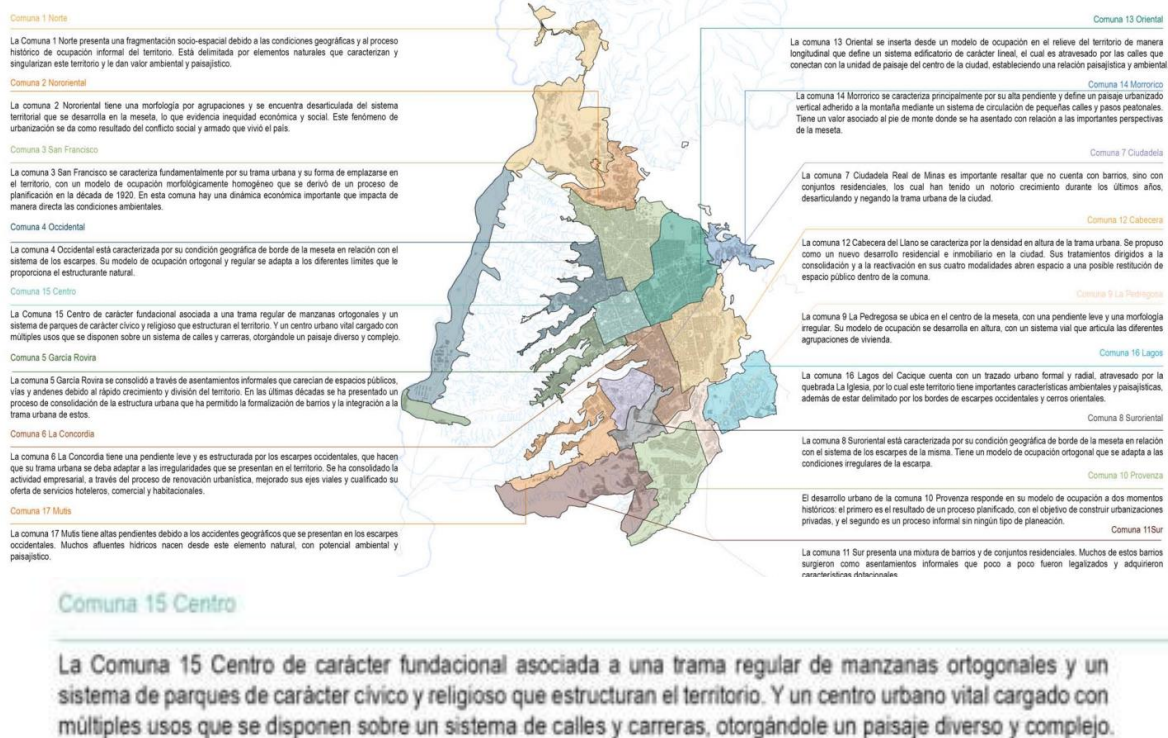 Comuna 1 Norte
La Comuna 1 Norte presenta una fragmentación socio-espacial debido a las condiciones geográficas y al proceso
histórico de ocupación informal del territorio. Está delimitada por elementos naturales que caracterizan y
singularizan este territorio y le dan valor ambiental y paisajístico.
Comuna 2 Nororiental
La comuna 2 Nororiental tiene una morfología por agrupaciones y se encuentra desarticulada del sistema
territorial que se desarrolla en la meseta, lo que evidencia inequidad económica y social. Este fenómeno de
urbanización se da como resultado del conflicto social y armado que vivió el país.
Comuna 3 San Francisco
La comuna 3 San Francisco se caracteriza fundamentalmente por su trama urbana y su forma de emplazarse en
el territorio, con un modelo de ocupación morfológicamente homogéneo que se derivó de un proceso de
planificación en la década de 1920. En esta comuna hay una dinámica económica importante que impacta de
manera directa las condiciones ambientales.
Comuna 4 Occidental
La comuna 4 Occidental está caracterizada por su condición geográfica de borde de la meseta en relación con el
sistema de los escarpes. Su modelo de ocupación ortogonal y regular se adapta a los diferentes límites que le
proporciona el estructurante natural.
Comuna 15 Centro
La Comuna 15 Centro de carácter fundacional asociada a una trama regular de manzanas ortogonales y un
sistema de parques de carácter cívico y religioso que estructuran el territorio. Y un centro urbano vital cargado con
múltiples usos que se disponen sobre un sistema de calles y carreras, otorgándole un paisaje diverso y complejo.
Comuna 5 García Rovira
La comuna 5 García Rovira se consolidó a través de asentamientos informales que carecían de espacios públicos,
vías y andenes debido al rápido crecimiento y división del territorio. En las últimas décadas se ha presentado un
proceso de consolidación de la estructura urbana que ha permitido la formalización de barrios y la integración a la
trama urbana de estos.
Comuna 6 La Concordia
La comuna 6 La Concordia tiene una pendiente leve y es estructurada por los escarpes occidentales, que hacen
que su trama urbana se deba adaptar a las irregularidades que se presentan en el territorio. Se ha consolidado la
actividad empresarial, a través del proceso de renovación urbanística, mejorado sus ejes viales y cualificado su
oferta de servicios hoteleros, comercial y habitacionales.
Comuna 17 Mutis
La comuna 17 Mutis tiene altas pendientes debido a los accidentes geográficos que se presentan en los escarpes
occidentales. Muchos afluentes hídricos nacen desde este elemento natural, con potencial ambiental y
paisajístico.
Comuna 13 Oriental
La comuna 13 Oriental se inserta desde un modelo de ocupación en el relieve del territorio de manera
longitudinal que define un sistema edificatorio de carácter lineal, el cual es atravesado por las calles que
conectan con la unidad de paisaje del centro de la ciudad, estableciendo una relación paisajística y ambiental
Comuna 14 Morrorico
La comuna 14 Morrorico se caracteriza principalmente por su alta pendiente y define un paisaje urbanizado
vertical adherido a la montaña mediante un sistema de circulación de pequeñas calles y pasos peatonales.
Tiene un valor asociado al pie de monte donde se ha asentado con relación a las importantes perspectivas
de la meseta.
Comuna 7 Ciudadela
La comuna 7 Ciudadela Real de Minas es importante resaltar que no cuenta con barrios, sino con
conjuntos residenciales, los cual han tenido un notorio crecimiento durante los últimos años,
desarticulando y negando la trama urbana de la ciudad.
Comuna 12 Cabecera
La comuna 12 Cabecera del Llano se caracteriza por la densidad en altura de la trama urbana. Se propuso
como un nuevo desarrollo residencial e inmobiliario en la ciudad. Sus tratamientos dirigidos a la
consolidación y a la reactivación en sus cuatro modalidades abren espacio a una posible restitución de
espacio público dentro de la comuna.
Comuna 9 La Pedregosa
La comuna 9 La Pedregosa se ubica en el centro de la meseta, con una pendiente leve y una morfología
irregular. Su modelo de ocupación se desarrolla en altura, con un sistema vial que articula las diferentes
agrupaciones de vivienda.
Comuna 16 Lagos
La comuna 16 Lagos del Cacique cuenta con un trazado urbano formal y radial, atravesado por la
quebrada La Iglesia, por lo cual este territorio tiene importantes características ambientales y paisajísticas,
además de estar delimitado por los bordes de escarpes occidentales y cerros orientales.
Comuna 8 Suroriental
La comuna 8 Suroriental está caracterizada por su condición geográfica de borde de la meseta en relación
con el sistema de los escarpes de la misma. Tiene un modelo de ocupación ortogonal que se adapta a las
condiciones irregulares de la escarpa.
Comuna 10 Provenza
El desarrollo urbano de la comuna 10 Provenza responde en su modelo de ocupación a dos momentos
históricos: el primero es el resultado de un proceso planificado, con el objetivo de construir urbanizaciones
privadas, y el segundo es un proceso informal sin ningún tipo de planeación.
Comuna 11Sur
La comuna 11 Sur presenta una mixtura de barrios y de conjuntos residenciales. Muchos de estos barrios
surgieron como asentamientos informales que poco a poco fueron legalizados y adquirieron
características dotacionales
Comuna 15 Centro
La Comuna 15 Centro de carácter fundacional asociada a una trama regular de manzanas ortogonales y un
sistema de parques de carácter cívico y religioso que estructuran el territorio. Y un centro urbano vital cargado con
múltiples usos que se disponen sobre un sistema de calles y carreras, otorgándole un paisaje diverso y complejo.